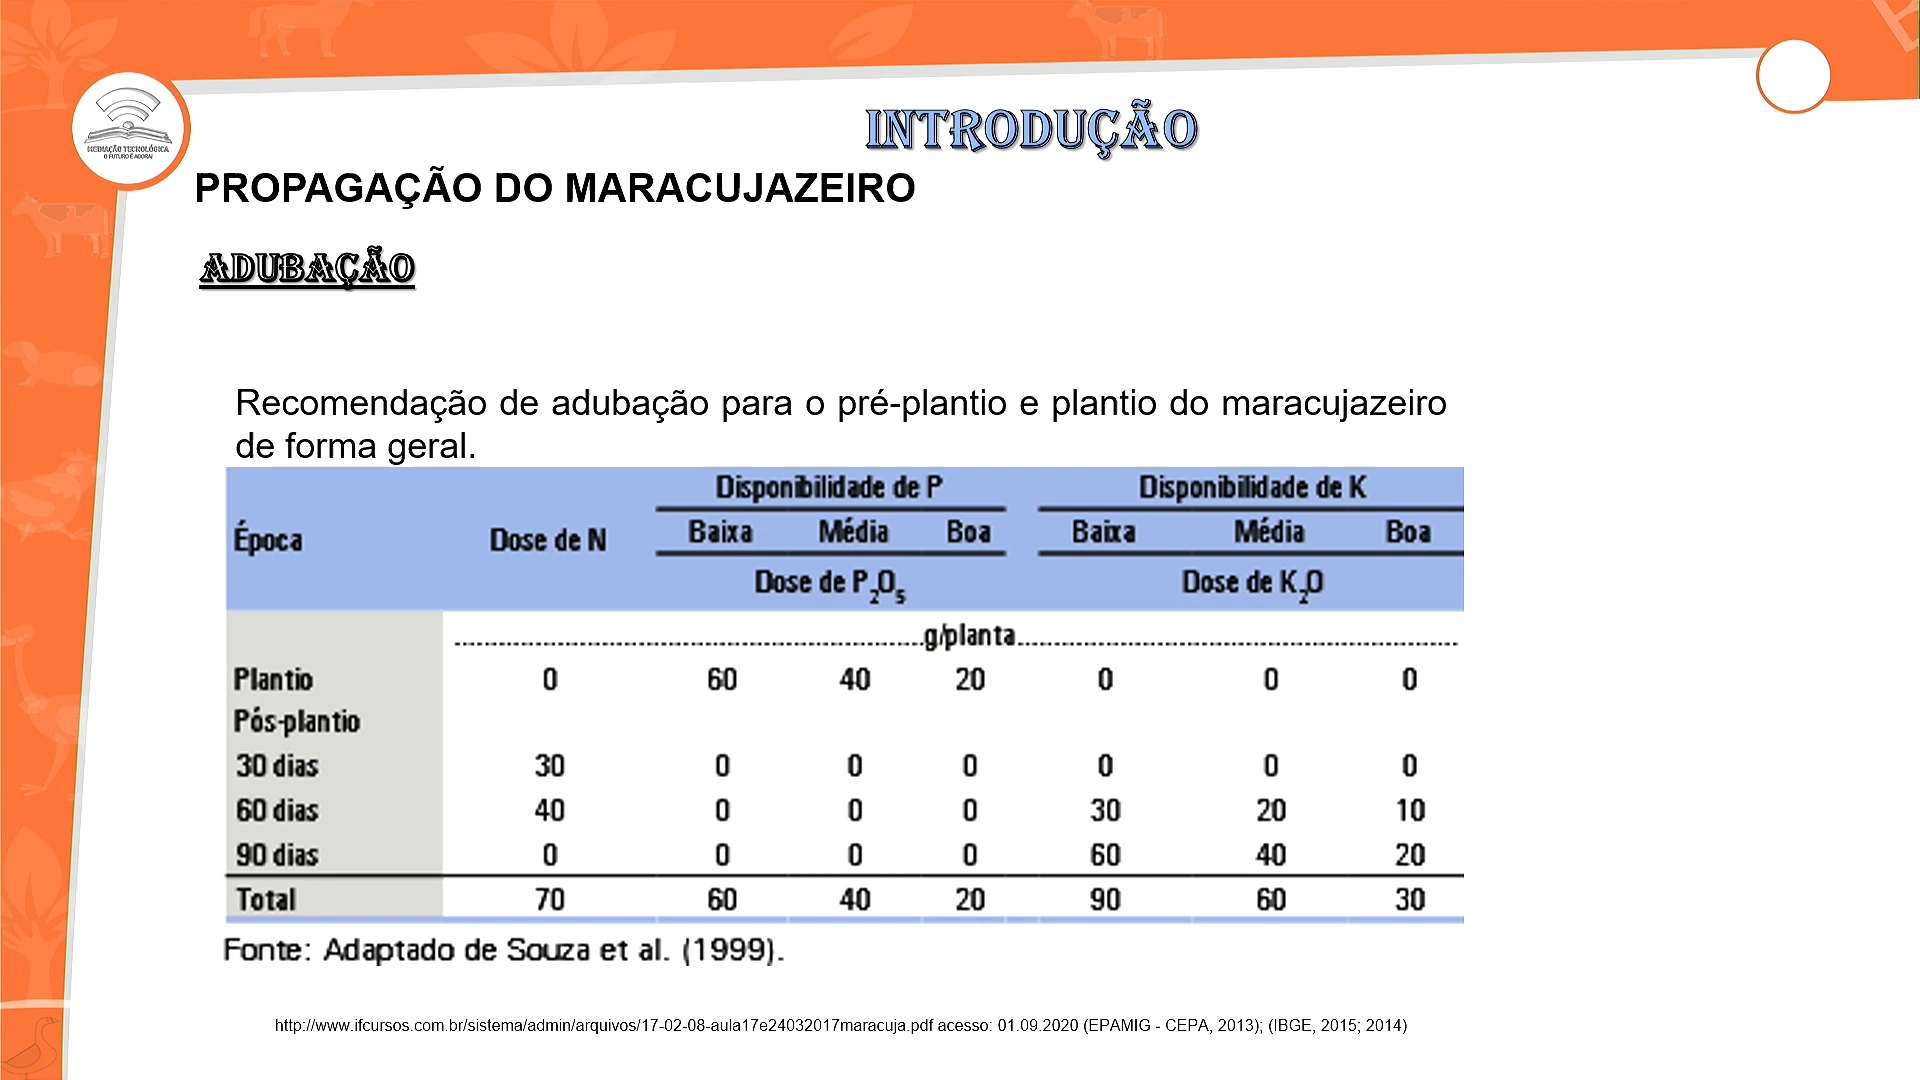 MEDIAÇÃO TECNOLÓGICA
O FUTURO É AGORA!
INTRODUÇÃO
PROPAGAÇÃO DO MARACUJAZEIRO
ADUBAÇÃO
Recomendação de adubação para o pré-plantio e plantio do maracujazeiro
de forma geral.
Disponibilidade de P Disponibilidade de K
Época Dose de N Baixa Média Boa Baixa Média Boa
Dose de P2O5 Dose de K2O
g/planta
Plantio 0 60 40 20 0 0 0
Pós-plantio
30 dias 30 0 0 0 0 0 0
60 dias 40 0 0 0 30 20 10
90 dias 0 0 0 0 60 40 20
Total 70 60 40 20 90 60 30
Fonte: Adaptado de Souza et al. (1999).
http://www.ifcursos.com.br/sistema/admin/arquivos/17-02-08-aula17e24032017maracuja.pdf acesso: 01.09.2020 (EPAMIG - CEPA, 2013); (IBGE, 2015; 2014)